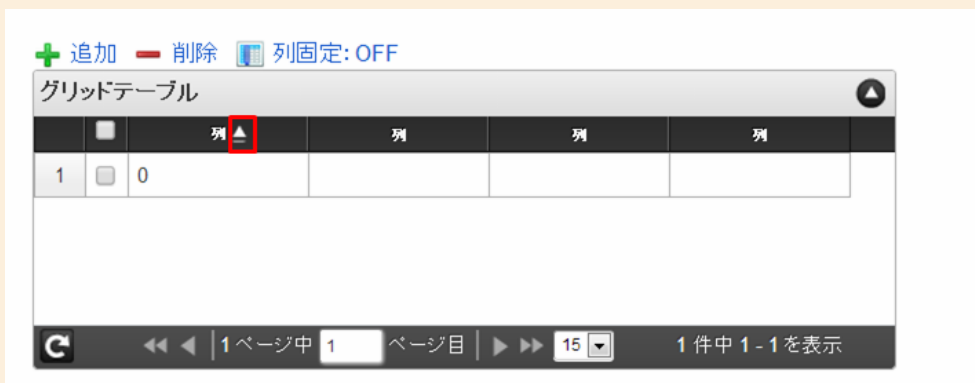 追加 削除 列固定: OFF
グリッドテーブル
列 列 列 列
1 0
1 ページ中 1 ページ目 15 1 件中 1 - 1 を表示